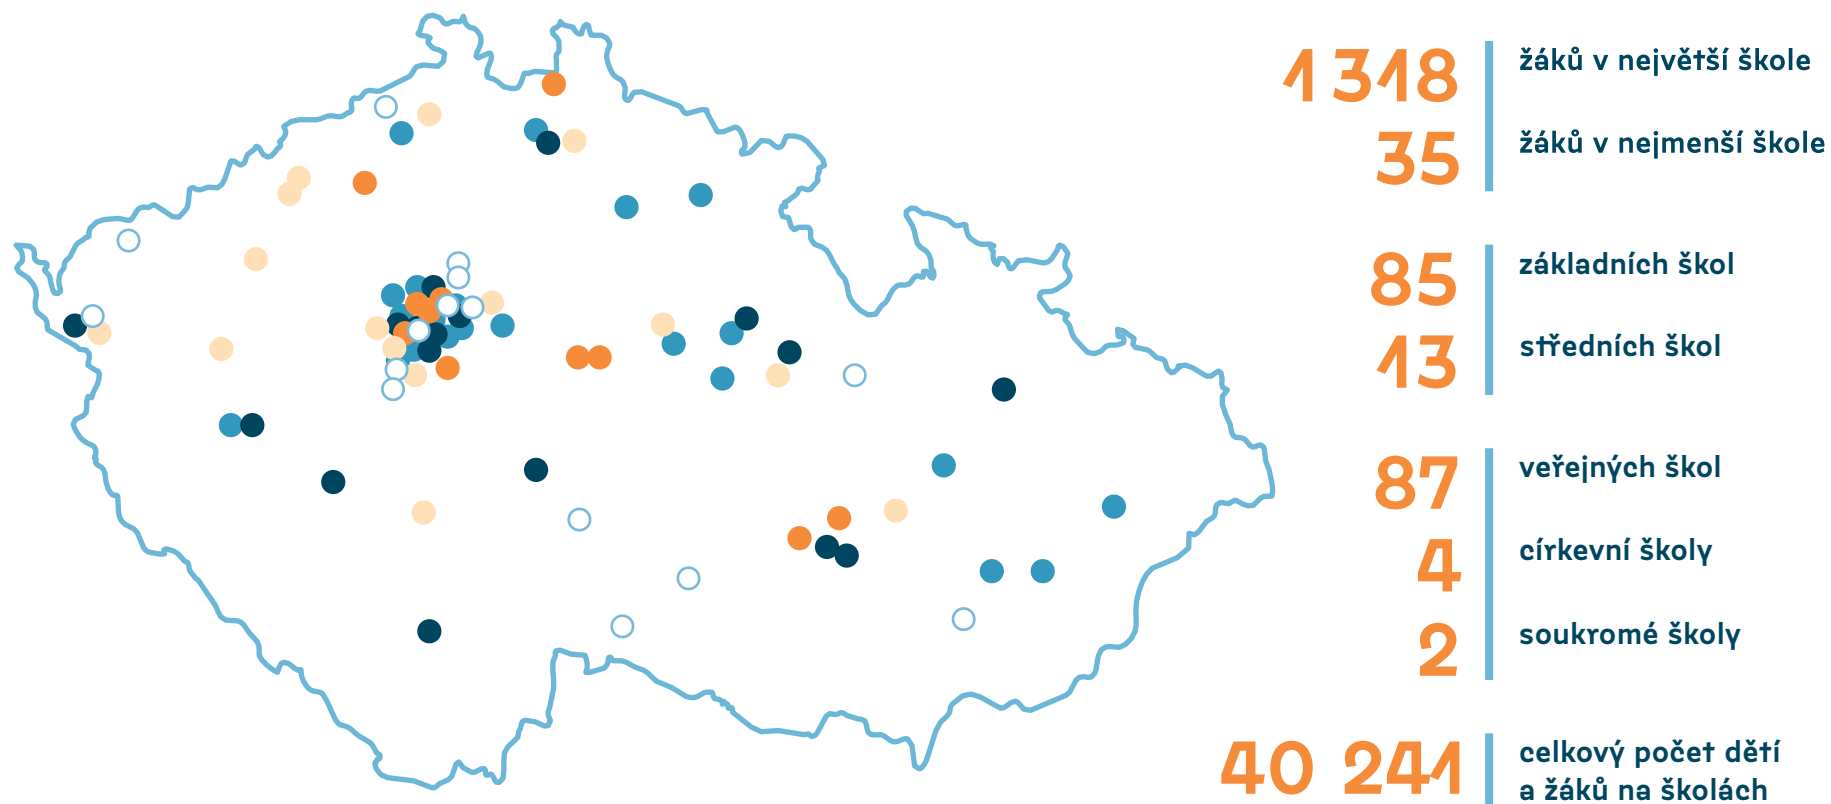 1 318 žáků v největší škole
35 žáků v nejmenší škole
85 základních škol
13 středních škol
87 veřejných škol
4 církevní školy
2 soukromé školy
40 241 celkový počet dětí
a žáků na školách